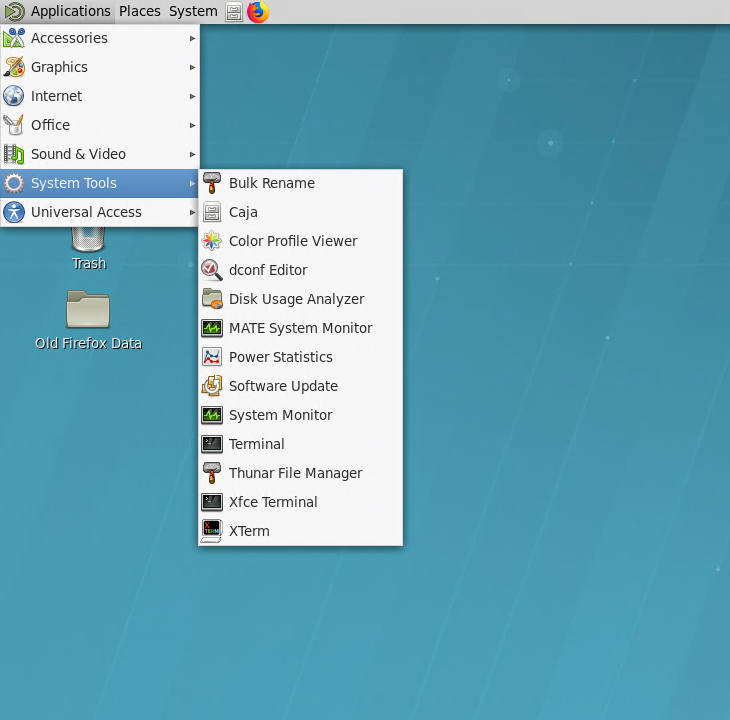 Applications Places System
Accessories
Graphics
Internet
Office
Sound & Video
System Tools
Universal Access
Bulk Rename
Caja
Color Profile Viewer
dconf Editor
Disk Usage Analyzer
MATE System Monitor
Power Statistics
Software Update
System Monitor
Terminal
Thunar File Manager
Xfce Terminal
XTerm
Trash
Old Firefox Data